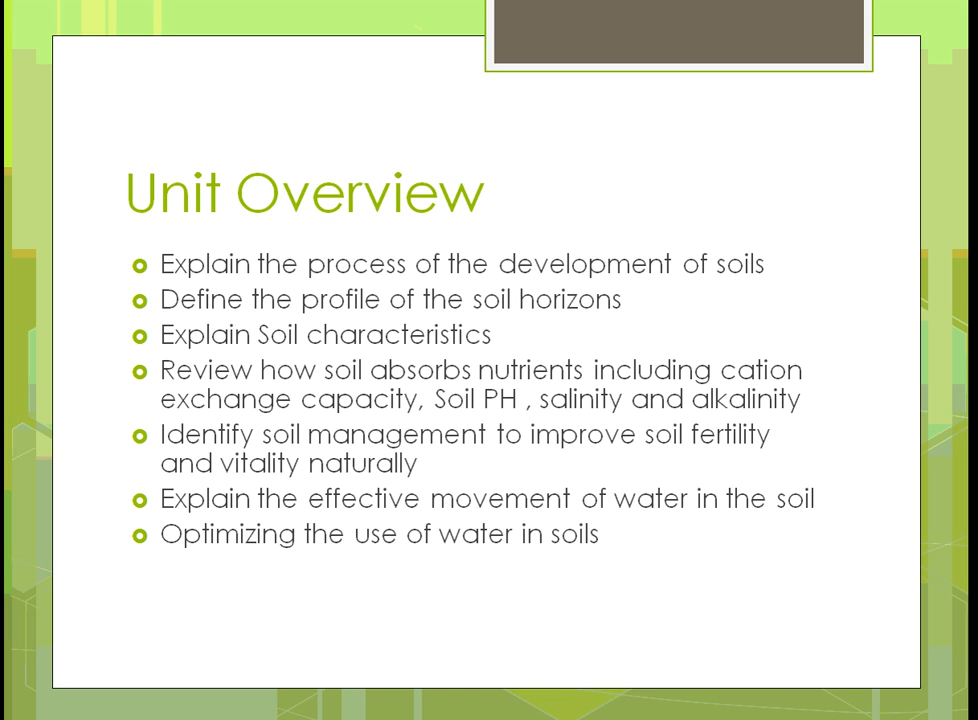 Unit Overview
Explain the process of the development of soils
Define the profile of the soil horizons
Explain Soil characteristics
Review how soil absorbs nutrients including cation
exchange capacity, Soil PH , salinity and alkalinity
Identify soil management to improve soil fertility
and vitality naturally
Explain the effective movement of water in the soil
Optimizing the use of water in soils